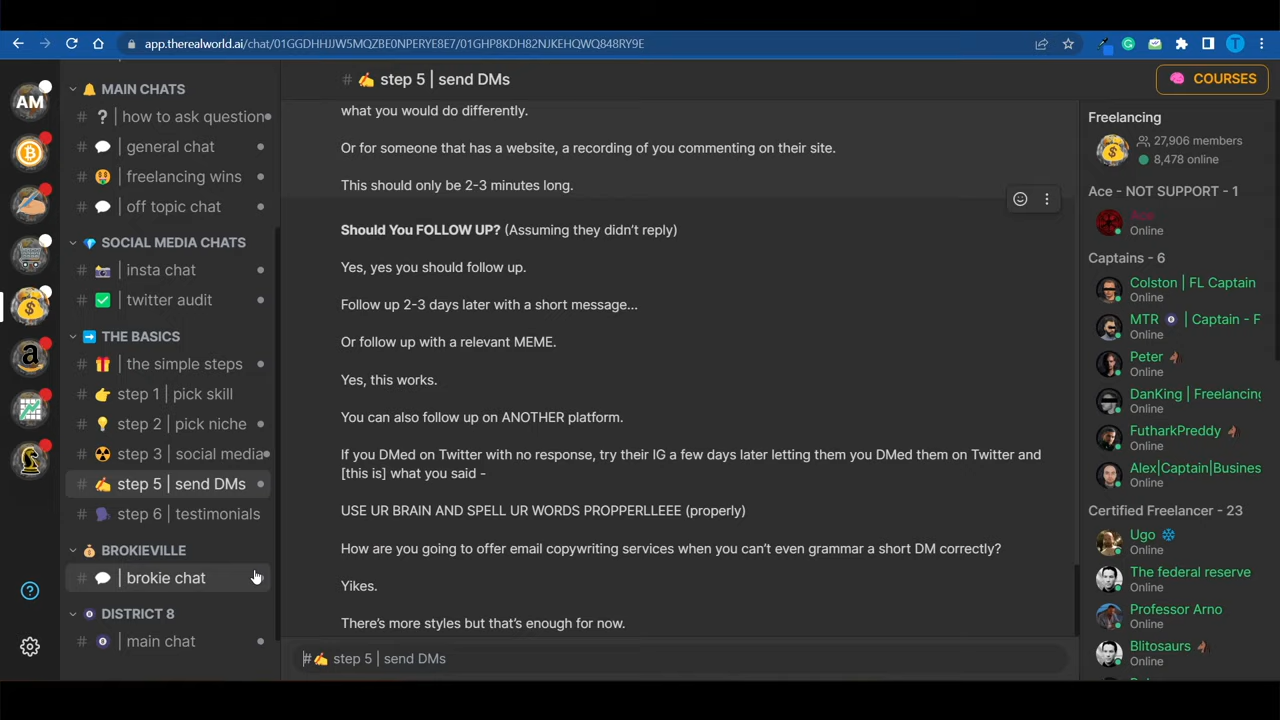 app.therealworld.ai/chat/01GGDHHJJW5MQZBE0NPERYE8E7/01GHP8KDH82NJKEHQWQ848RY9E
T
AM
MAIN CHATS
# ❔ | how to ask question
# 💬 | general chat
# 🤑 | freelancing wins
# 💬 | off topic chat
💎 SOCIAL MEDIA CHATS
# 📸 | insta chat
# ✅ | twitter audit
➡️ THE BASICS
# 🎁 | the simple steps
# 👉 step 1 | pick skill
# 💡 step 2 | pick niche
# ☢️ step 3 | social media
# ✍️ step 5 | send DMs
# 🗣️ step 6 | testimonials
💰 BROKIEVILLE
# 💬 | brokie chat
DISTRICT 8
# | main chat
# ✍️ step 5 | send DMs
🧠 COURSES
what you would do differently.
Or for someone that has a website, a recording of you commenting on their site.
This should only be 2-3 minutes long.
Should You FOLLOW UP? (Assuming they didn't reply)
Yes, yes you should follow up.
Follow up 2-3 days later with a short message...
Or follow up with a relevant MEME.
Yes, this works.
You can also follow up on ANOTHER platform.
If you DMed on Twitter with no response, try their IG a few days later letting them you DMed them on Twitter and
[this is] what you said -
USE UR BRAIN AND SPELL UR WORDS PROPPERLLEEE (properly)
How are you going to offer email copywriting services when you can't even grammar a short DM correctly?
Yikes.
There's more styles but that's enough for now.
#✍️ step 5 | send DMs
Freelancing
27,906 members
8,478 online
Ace - NOT SUPPORT - 1
Ace
Online
Captains - 6
Colston | FL Captain
Online
MTR | Captain - F
Online
Peter
Online
DanKing | Freelancing
Online
FutharkPreddy
Online
Alex|Captain|Busines
Online
Certified Freelancer - 23
Ugo ❄️
Online
The federal reserve
Online
Professor Arno
Online
Blitosaurs
Online